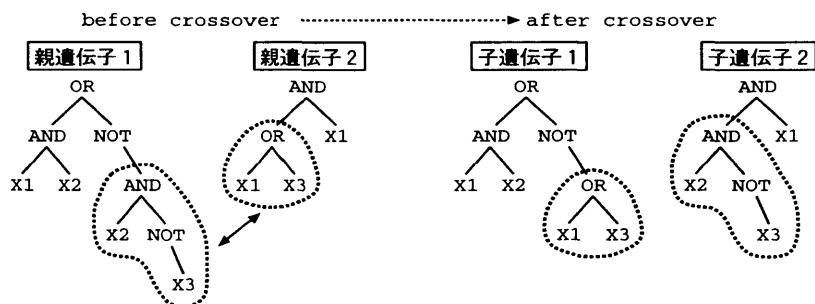 before crossover
after crossover
親遺伝子1
親遺伝子2
子遺伝子1
子遺伝子2
OR
AND
OR
AND
AND NOT
OR X1
AND NOT
AND X1
X1 X2 AND
X1 X3
X1 X2 OR
X2 NOT
X2 NOT
X1 X3
X3
X3